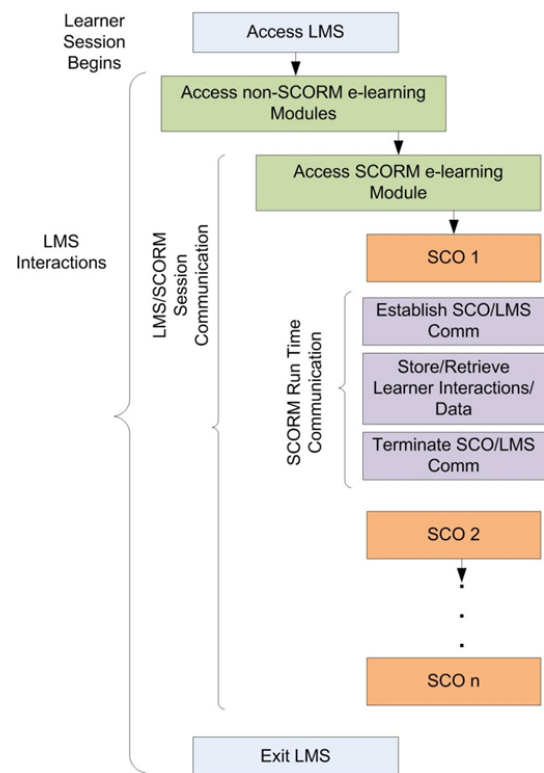 Learner
Session
Begins
Access LMS
Access non-SCORM e-learning
Modules
Access SCORM e-learning
Module
LMS
Interactions
LMS/SCORM
Session
Communication
SCO 1
SCORM Run Time
Communication
Establish SCO/LMS
Comm
Store/Retrieve
Learner Interactions/
Data
Terminate SCO/LMS
Comm
SCO 2
.
.
.
SCO n
Exit LMS